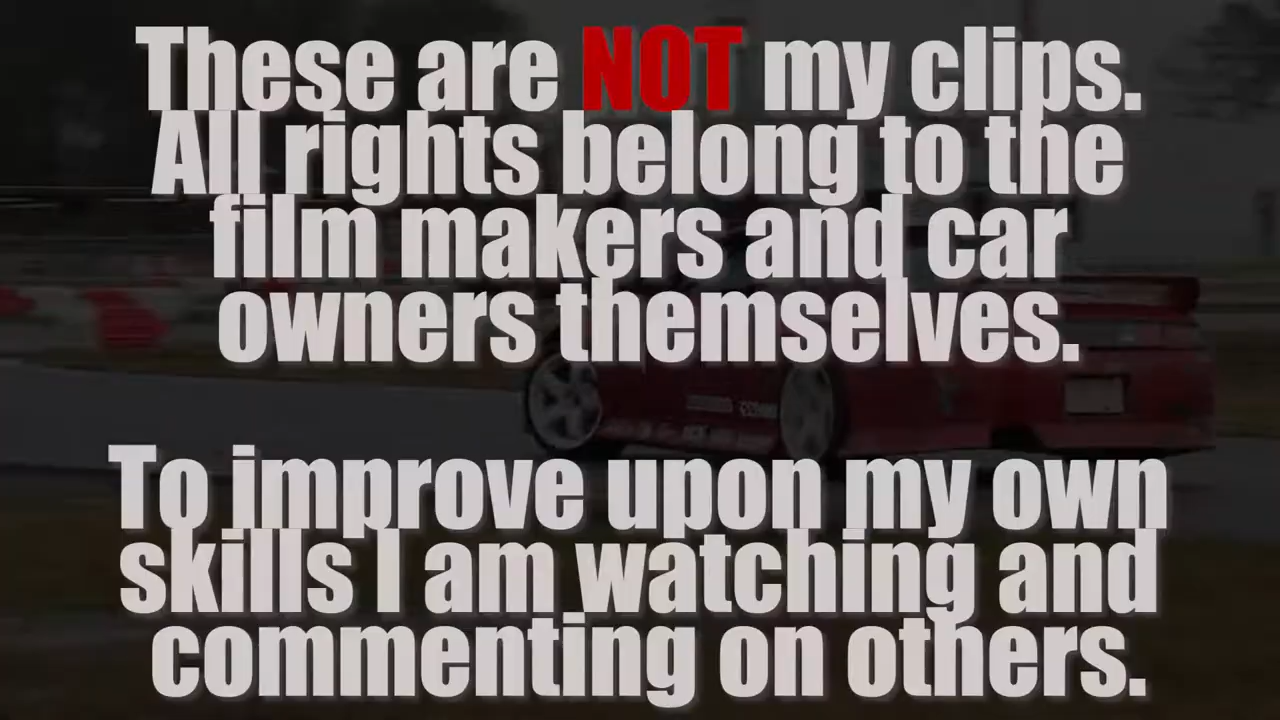 These are NOT my clips.
All rights belong to the
film makers and car
owners themselves.
To improve upon my own
skills I am watching and
commenting on others.